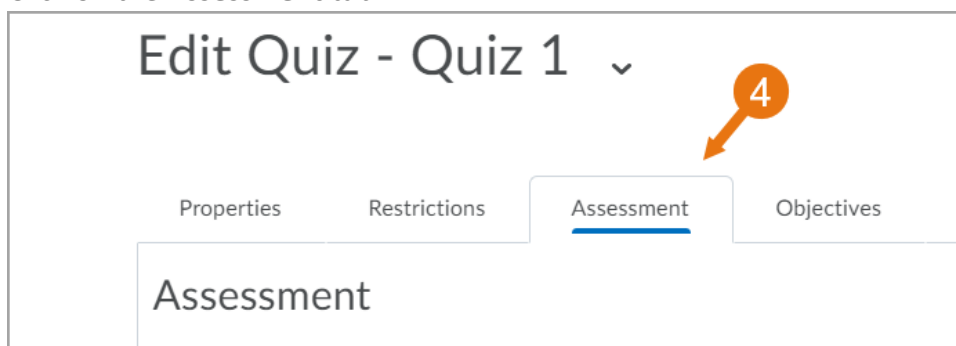 Edit Quiz - Quiz 1
4
Properties Restrictions Assessment Objectives
Assessment